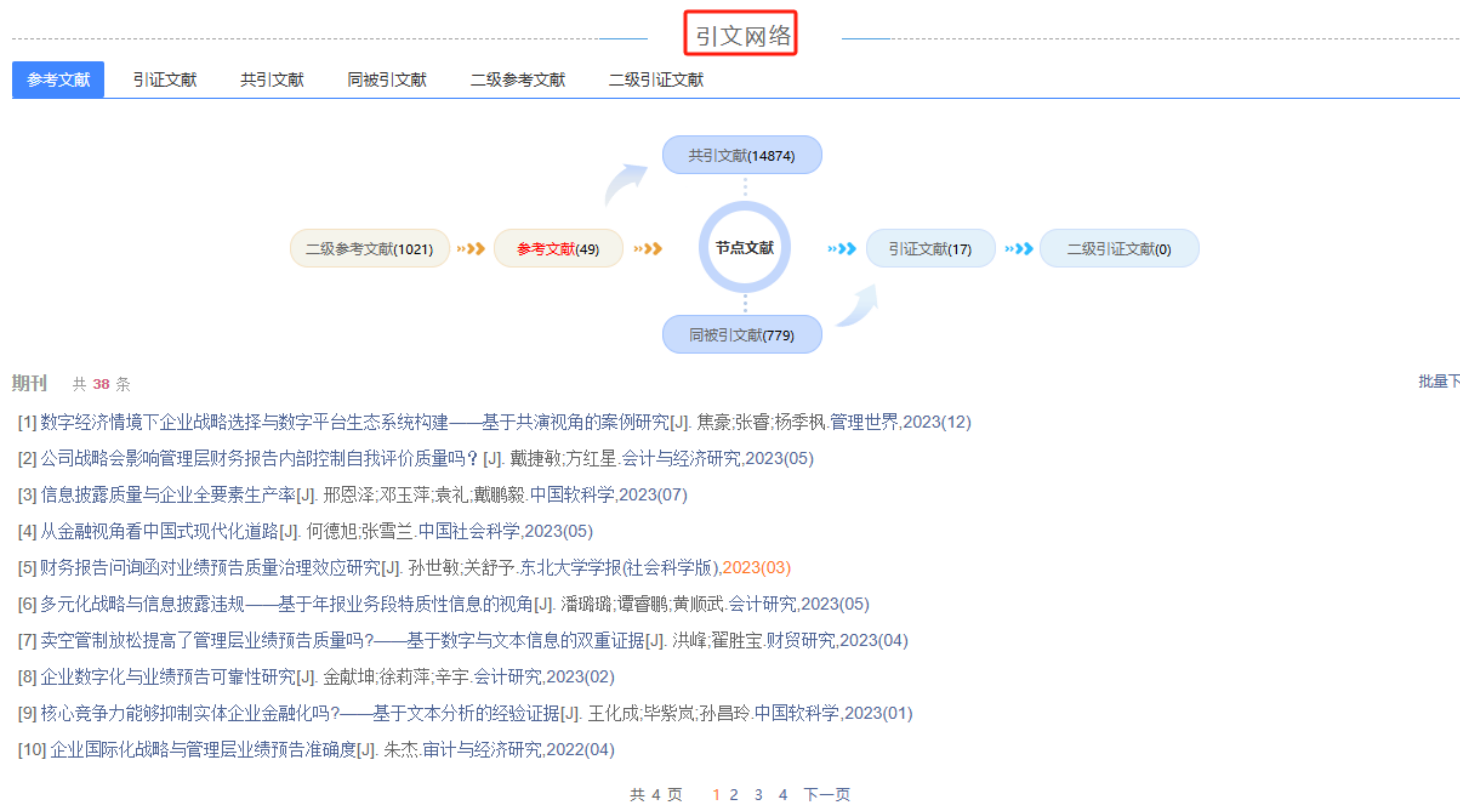 引文网络
参考文献 引证文献 共引文献 同被引文献 二级参考文献 二级引证文献
共引文献(14874)
二级参考文献(1021) 参考文献(49) 节点文献 引证文献(17) 二级引证文献(0)
同被引文献(779)
期刊 共 38 条 批量下
[1] 数字经济情境下企业战略选择与数字平台生态系统构建——基于共演视角的案例研究[J]. 焦豪;张睿;杨季枫.管理世界,2023(12)
[2] 公司战略会影响管理层财务报告内部控制自我评价质量吗? [J]. 戴捷敏;方红星.会计与经济研究,2023(05)
[3] 信息披露质量与企业全要素生产率[J]. 邢恩泽;邓玉萍;袁礼;戴鹏毅.中国软科学,2023(07)
[4] 从金融视角看中国式现代化道路[J]. 何德旭;张雪兰.中国社会科学,2023(05)
[5] 财务报告问询函对业绩预告质量治理效应研究[J]. 孙世敏;关舒予.东北大学学报(社会科学版),2023(03)
[6] 多元化战略与信息披露违规——基于年报业务段特质性信息的视角[J]. 潘璐璐;谭睿鹏;黄顺武.会计研究,2023(05)
[7] 卖空管制放松提高了管理层业绩预告质量吗?——基于数字与文本信息的双重证据[J]. 洪峰;翟胜宝.财贸研究,2023(04)
[8] 企业数字化与业绩预告可靠性研究[J]. 金献坤;徐莉萍;辛宇.会计研究,2023(02)
[9] 核心竞争力能够抑制实体企业金融化吗?——基于文本分析的经验证据[J]. 王化成;毕紫岚;孙昌玲.中国软科学,2023(01)
[10] 企业国际化战略与管理层业绩预告准确度[J]. 朱杰.审计与经济研究,2022(04)
共 4 页 1 2 3 4 下一页